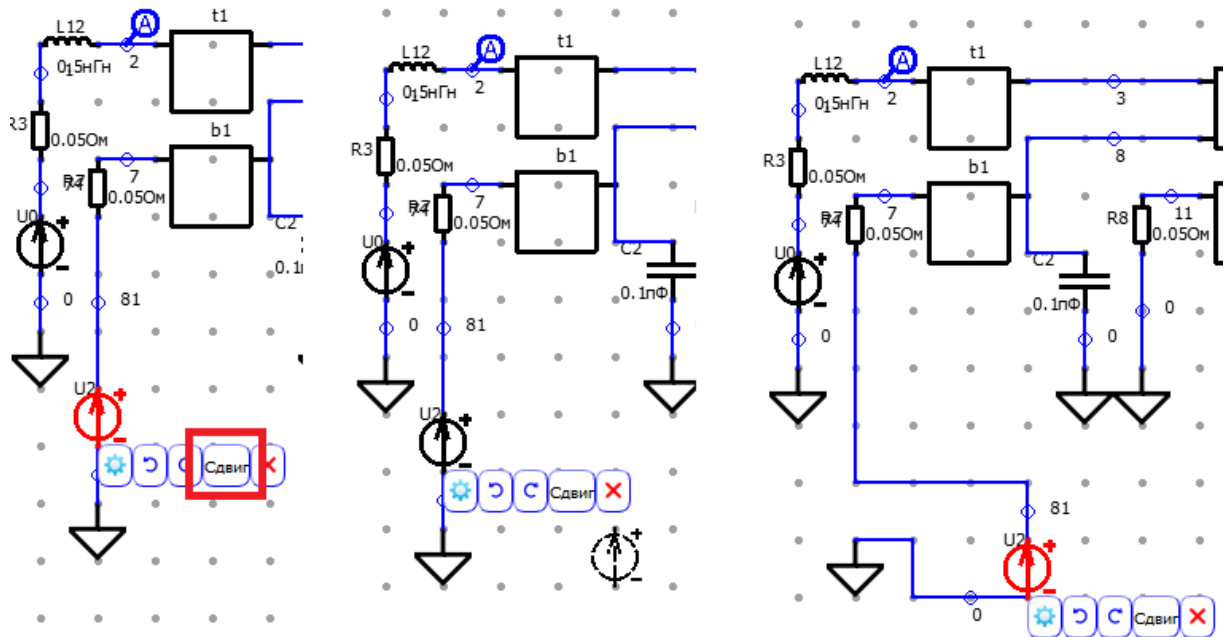 L12
A
t1
0.15нГн
2
R3
0.05Ом
b1
7
R7
0.05Ом
U0
+
-
C2
0
81
U2
+
-
Сдвиг
L12
A
t1
0.15нГн
2
R3
0.05Ом
b1
7
0.05Ом
U0
+
-
C2
0.1пФ
0
81
U2
+
-
Сдвиг
+
-
L12
A
t1
0.15нГн
2
3
8
R3
0.05Ом
b1
7
0.05Ом
R8
11
0.05Ом
U0
+
-
C2
0.1пФ
0
0
0
81
U2
+
-
0
Сдвиг